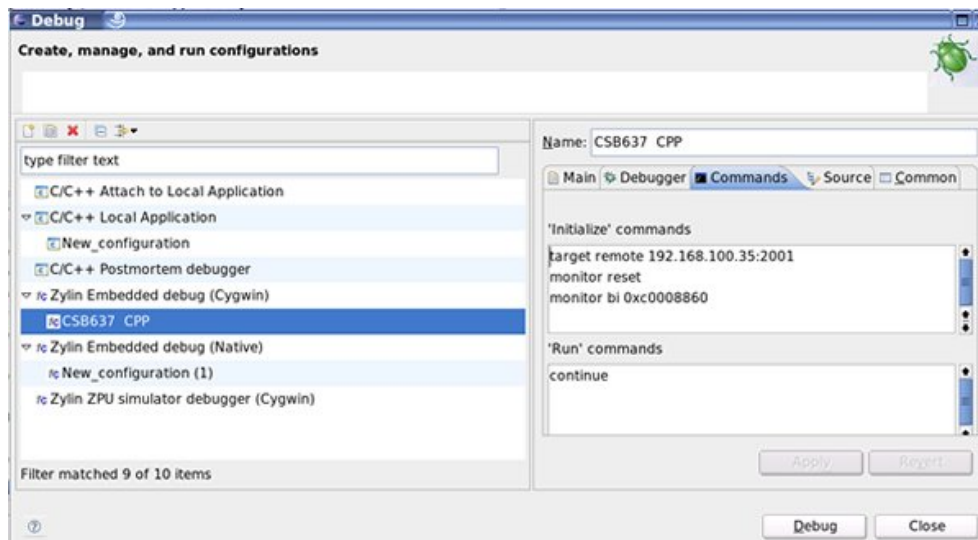 Debug
Create, manage, and run configurations
type filter text
C/C++ Attach to Local Application
C/C++ Local Application
New_configuration
C/C++ Postmortem debugger
Zylin Embedded debug (Cygwin)
CSB637 CPP
Zylin Embedded debug (Native)
New_configuration (1)
Zylin ZPU simulator debugger (Cygwin)
Filter matched 9 of 10 items
Name: CSB637 CPP
Main Debugger Commands Source Common
'Initialize' commands
target remote 192.168.100.35:2001
monitor reset
monitor bi 0xc0008860
'Run' commands
continue
Apply Revert
Debug Close